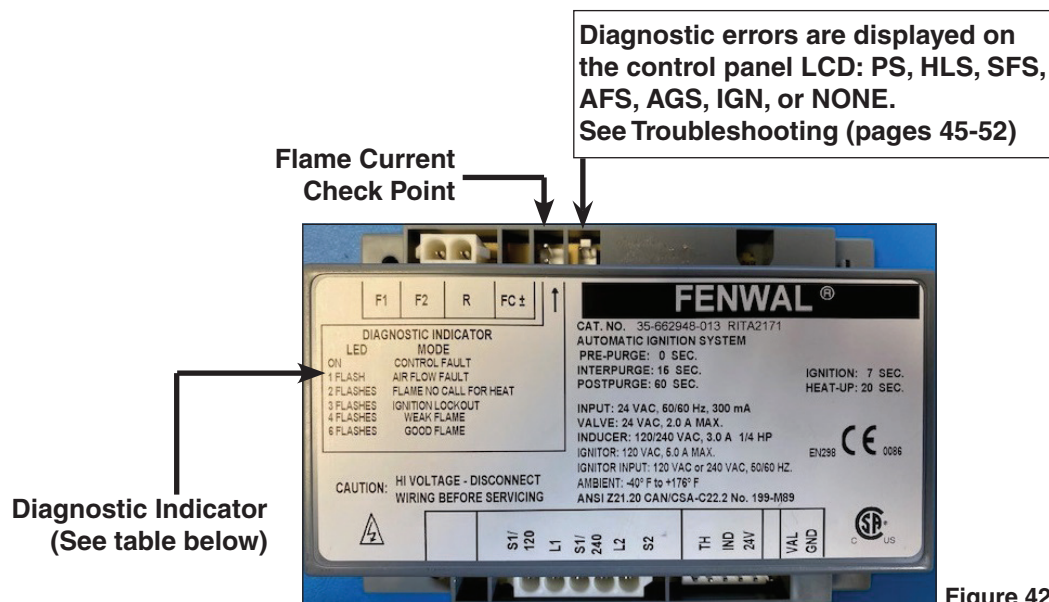 Diagnostic errors are displayed on
the control panel LCD: PS, HLS, SFS,
AFS, AGS, IGN, or NONE.
See Troubleshooting (pages 45-52)
Flame Current
Check Point
F1 F2 R FC ±
DIAGNOSTIC INDICATOR
LED MODE
ON CONTROL FAULT
1 FLASH AIR FLOW FAULT
2 FLASHES FLAME NO CALL FOR HEAT
3 FLASHES IGNITION LOCKOUT
4 FLASHES WEAK FLAME
6 FLASHES GOOD FLAME
CAUTION: HI VOLTAGE - DISCONNECT
WIRING BEFORE SERVICING
FENWAL ®
CAT. NO. 35-662948-013 RITA2171
AUTOMATIC IGNITION SYSTEM
PRE-PURGE: 0 SEC.
INTERPURGE: 16 SEC.
POSTPURGE: 60 SEC.
IGNITION: 7 SEC.
HEAT-UP: 20 SEC.
INPUT: 24 VAC, 50/60 Hz, 300 mA
VALVE: 24 VAC, 2.0 A MAX.
INDUCER: 120/240 VAC, 3.0 A 1/4 HP
IGNITOR: 120 VAC, 5.0 A MAX.
IGNITOR INPUT: 120 VAC or 240 VAC, 50/60 HZ.
AMBIENT: -40° F to +176° F
ANSI Z21.20 CAN/CSA-C22.2 No. 199-M89
EN298 CE 0086
S1/120 L1 S1/240 L2 S2 TH IND 24V VAL GND
C SA ® US
Diagnostic Indicator
(See table below)
Figure 42